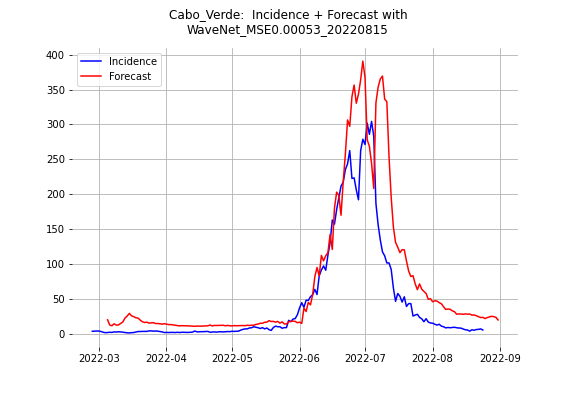 Cabo_Verde:  Incidence + Forecast with
WaveNet_MSE0.00053_20220815
Incidence
Forecast
400
350
300
250
200
150
100
50
0
2022-03 2022-04 2022-05 2022-06 2022-07 2022-08 2022-09